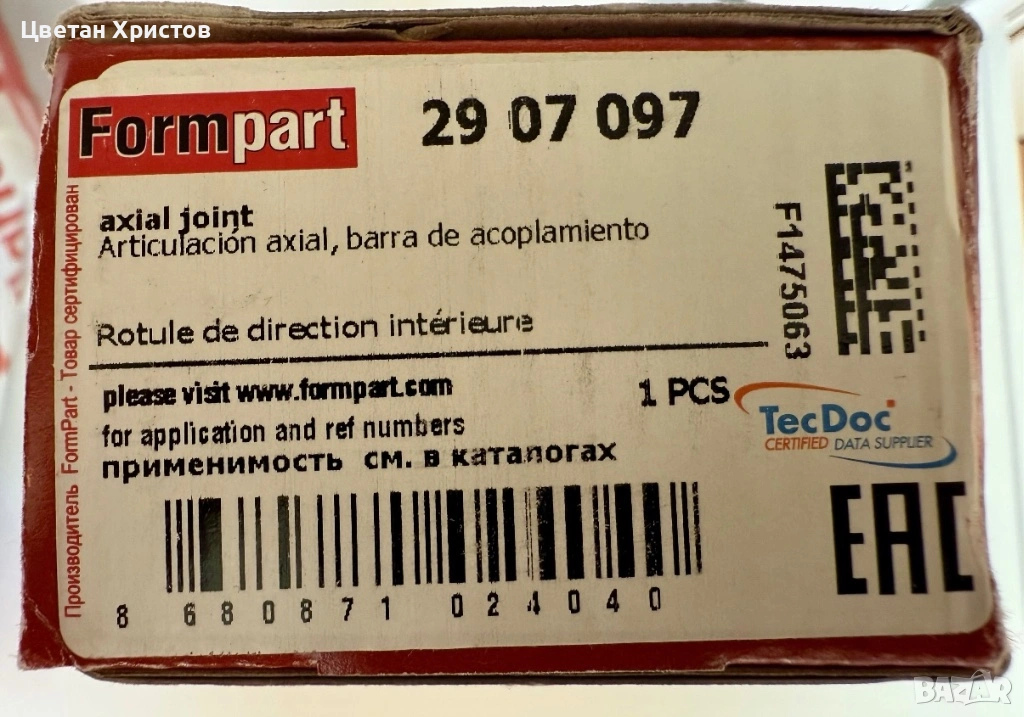 Цветан Христов
Formpart
29 07 097
axial joint
Articulación axial, barra de acoplamiento
Rotule de direction intérieure
F1475063
please visit www.formpart.com
for application and ref numbers
применимость см. в каталогах
1 PCS
TecDoc
CERTIFIED DATA SUPPLIER
EAC
8 680871 024040
Производитель FormPart - Товар сертифицирован
BAZAR